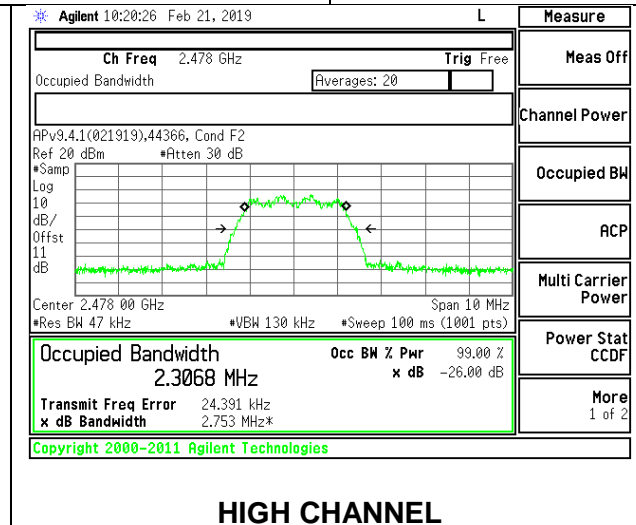 Agilent 10:20:26 Feb 21, 2019 L Measure
Ch Freq 2.478 GHz Trig Free
Meas Off
Occupied Bandwidth Averages: 20
Channel Power
APv9.4.1(021919),44366, Cond F2
Ref 20 dBm #Atten 30 dB
#Samp
Log
10
dB/
Offst
11
dB
Occupied BW
ACP
Multi Carrier
Power
Center 2.478 00 GHz Span 10 MHz
#Res BW 47 kHz #VBW 130 kHz #Sweep 100 ms (1001 pts)
Power Stat
CCDF
Occupied Bandwidth Occ BW % Pwr 99.00 %
2.3068 MHz x dB -26.00 dB
Transmit Freq Error 24.391 kHz
x dB Bandwidth 2.753 MHz*
More
1 of 2
Copyright 2000-2011 Agilent Technologies
HIGH CHANNEL